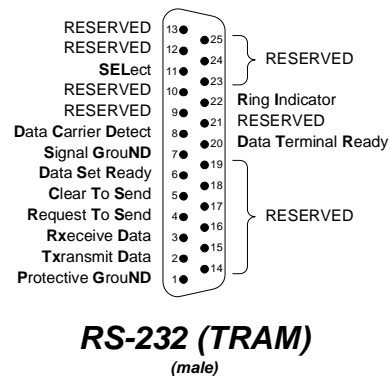 RESERVED 13
RESERVED 12
SELect 11
RESERVED 10
RESERVED 9
Data Carrier Detect 8
Signal GrouND 7
Data Set Ready 6
Clear To Send 5
Request To Send 4
Rxeceive Data 3
Txransmit Data 2
Protective GrouND 1
25
24 RESERVED
23
22 Ring Indicator
21 RESERVED
20 Data Terminal Ready
19
18
17
16 RESERVED
15
14
RS-232 (TRAM)
(male)